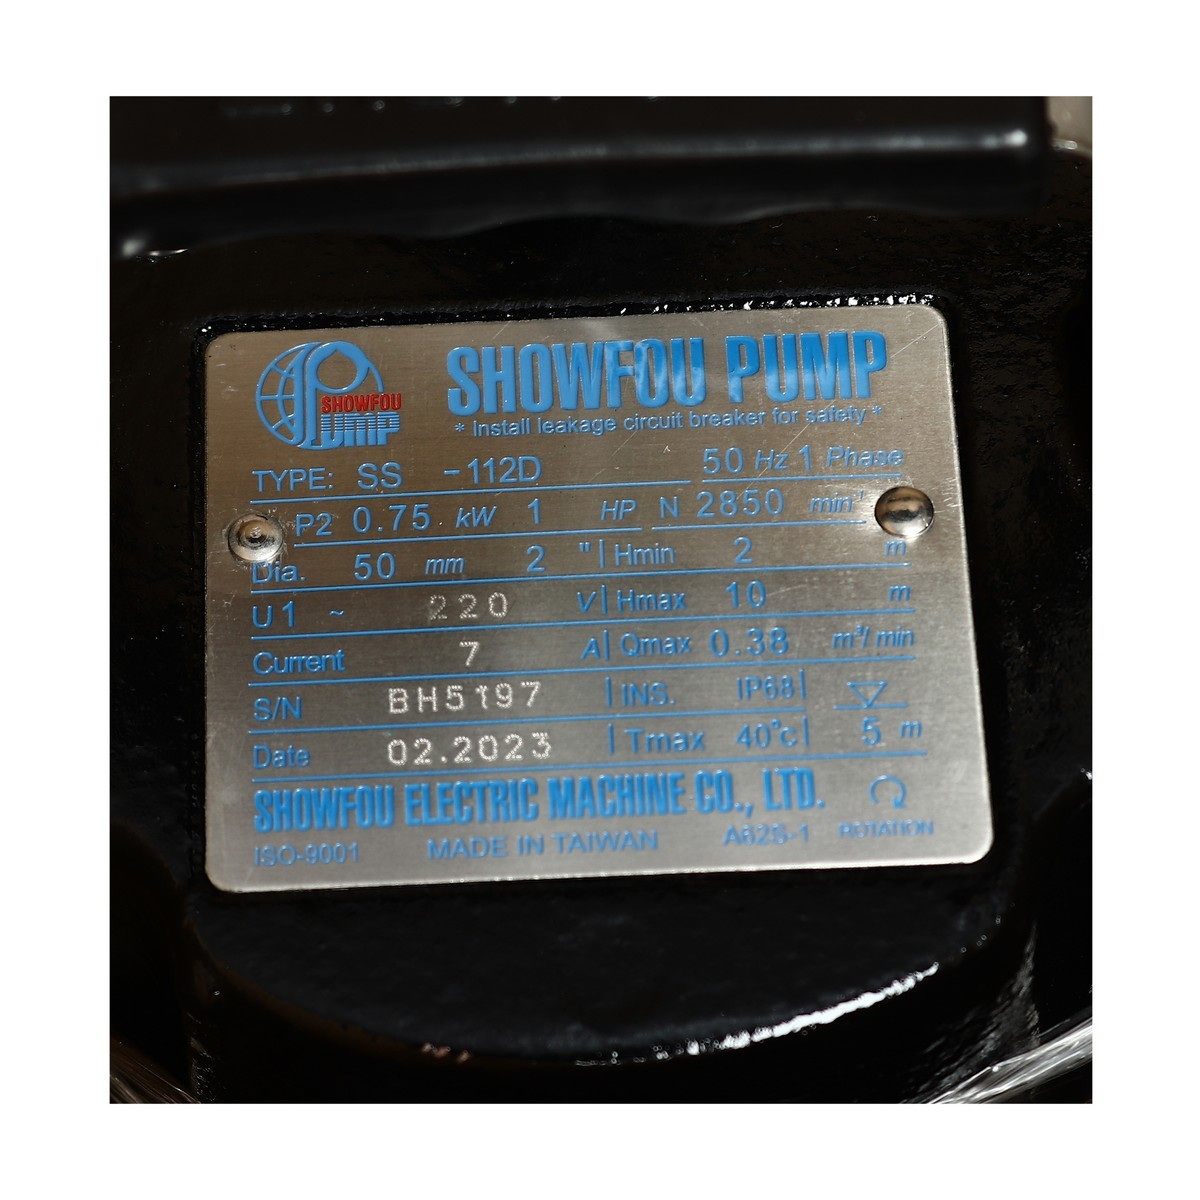 SHOWFOU
PUMP
SHOWFOU PUMP
* Install leakage circuit breaker for safety *
TYPE: SS -112D 50 Hz 1 Phase
P2 0.75 kW 1 HP N 2850 min⁻¹
Dia. 50 mm 2 " Hmin 2 m
U1 ~ 220 V Hmax 10 m
Current 7 A Qmax 0.38 m³/ min
S/N BH5197 INS. IP68
Date 02.2023 Tmax 40°c 5 m
SHOWFOU ELECTRIC MACHINE CO., LTD.
ISO-9001 MADE IN TAIWAN A62S-1 ROTATION